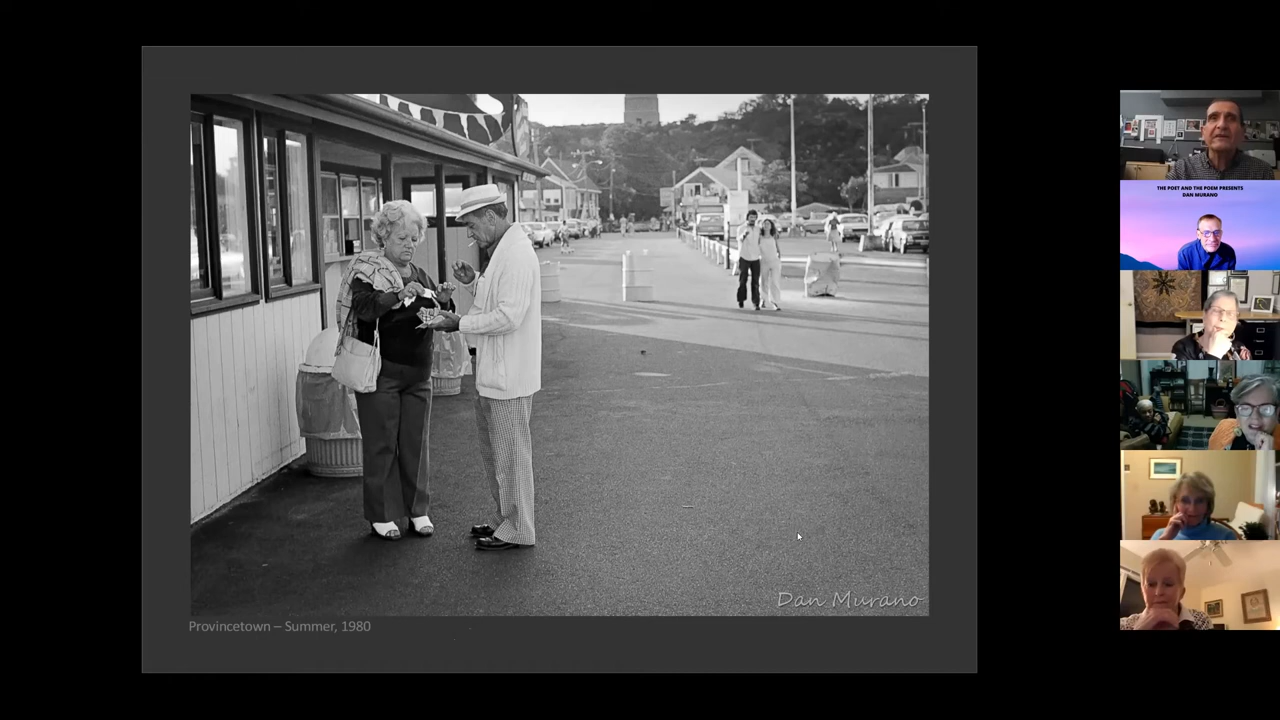 Dan Murano
Provincetown – Summer, 1980
THE POET AND THE POEM PRESENTS
DAN MURANO